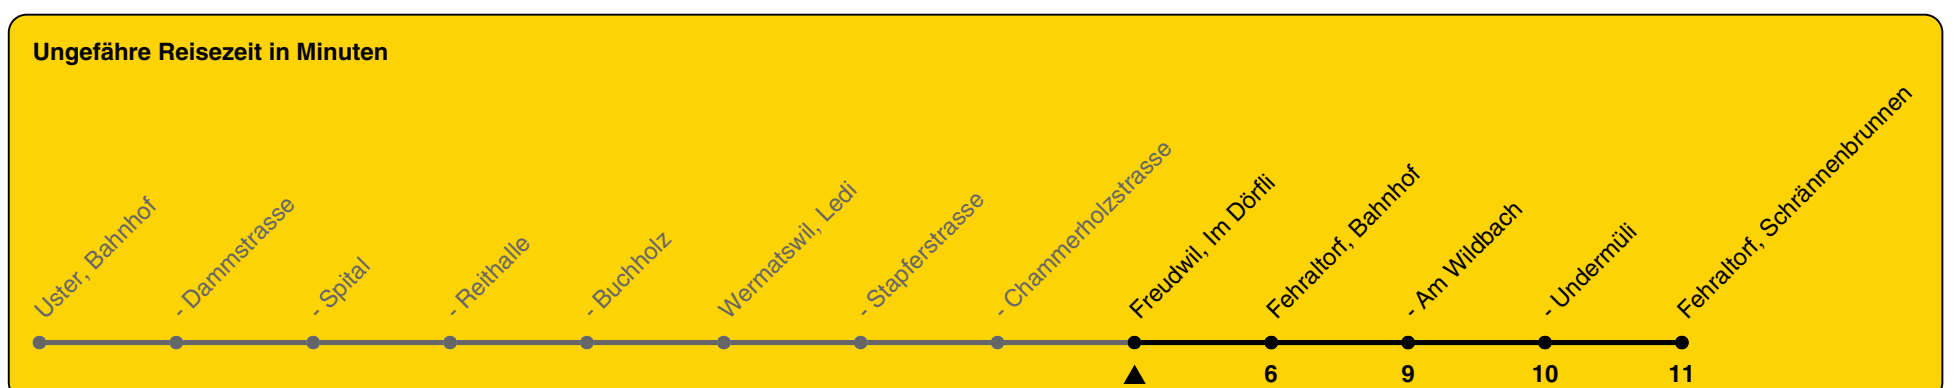 Ungefähre Reisezeit in Minuten
Uster, Bahnhof
- Dammstrasse
- Spital
- Reithalle
- Buchholz
Wermatswil, Ledi
- Stapferstrasse
- Chammerholzstrasse
Freudwil, Im Dörfli
Fehraltorf, Bahnhof
- Am Wildbach
- Undermüli
Fehraltorf, Schrännenbrunnen
6 9 10 11